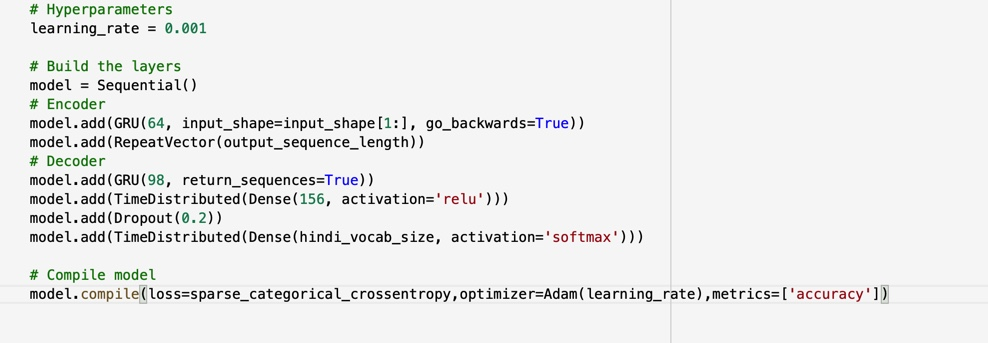 # Hyperparameters
learning_rate = 0.001
# Build the layers
model = Sequential()
# Encoder
model.add(GRU(64, input_shape=input_shape[1:], go_backwards=True))
model.add(RepeatVector(output_sequence_length))
# Decoder
model.add(GRU(98, return_sequences=True))
model.add(TimeDistributed(Dense(156, activation='relu')))
model.add(Dropout(0.2))
model.add(TimeDistributed(Dense(hindi_vocab_size, activation='softmax')))
# Compile model
model.compile(loss=sparse_categorical_crossentropy,optimizer=Adam(learning_rate),metrics=['accuracy'])